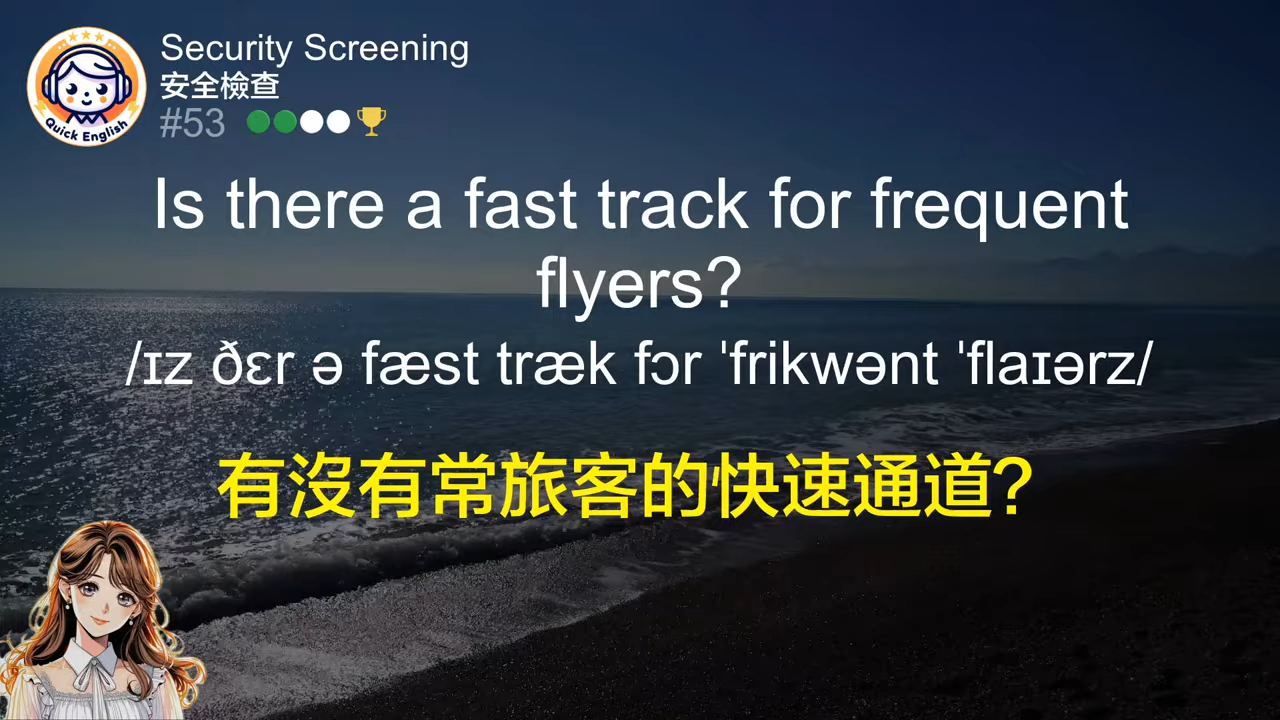 Security Screening
安全檢查
#53
Quick English
Is there a fast track for frequent
flyers?
/ɪz ðɛr ə fæst træk fɔr ˈfrikwənt ˈflaɪərz/
有沒有常旅客的快速通道?